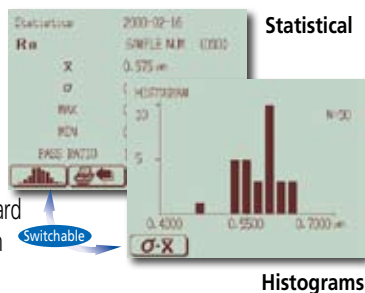 Statistical
Statistics 2000-02-16
Ra SAMPLE NUM
X 0.575
σ
MAX
MIN
PASS RATIO
HISTOGRAM
10
N=30
5
0.4000 0.5500 0.7000
σ·X
ard
Switchable
Histograms